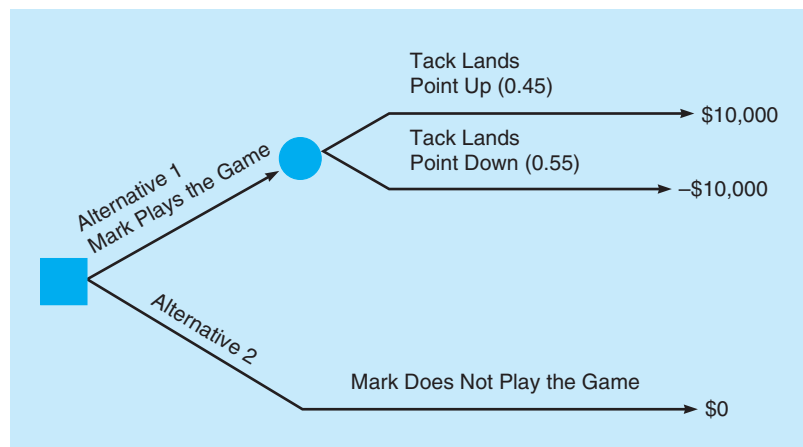 Tack Lands
Point Up (0.45)
$10,000
Tack Lands
Point Down (0.55)
–$10,000
Alternative 1
Mark Plays the Game
Alternative 2
Mark Does Not Play the Game
$0